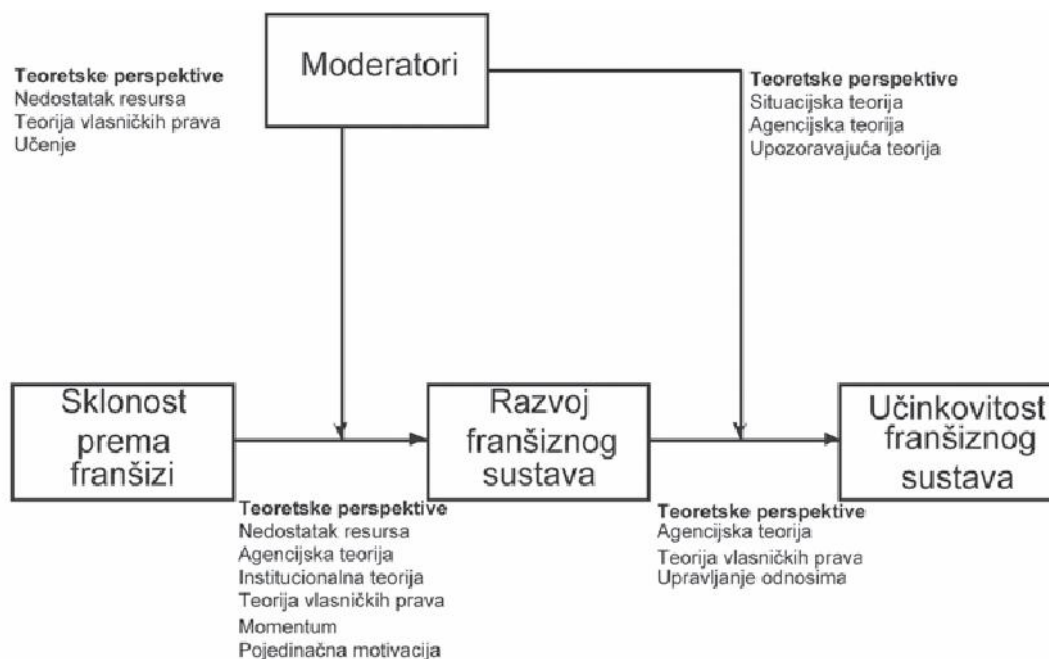 Moderatori
Teoretske perspektive
Nedostatak resursa
Teorija vlasničkih prava
Učenje
Teoretske perspektive
Situacijska teorija
Agencijska teorija
Upozoravajuća teorija
Sklonost
prema
franšizi
Razvoj
franšiznog
sustava
Učinkovitost
franšiznog
sustava
Teoretske perspektive
Nedostatak resursa
Agencijska teorija
Institucionalna teorija
Teorija vlasničkih prava
Momentum
Pojedinačna motivacija
Teoretske perspektive
Agencijska teorija
Teorija vlasničkih prava
Upravljanje odnosima